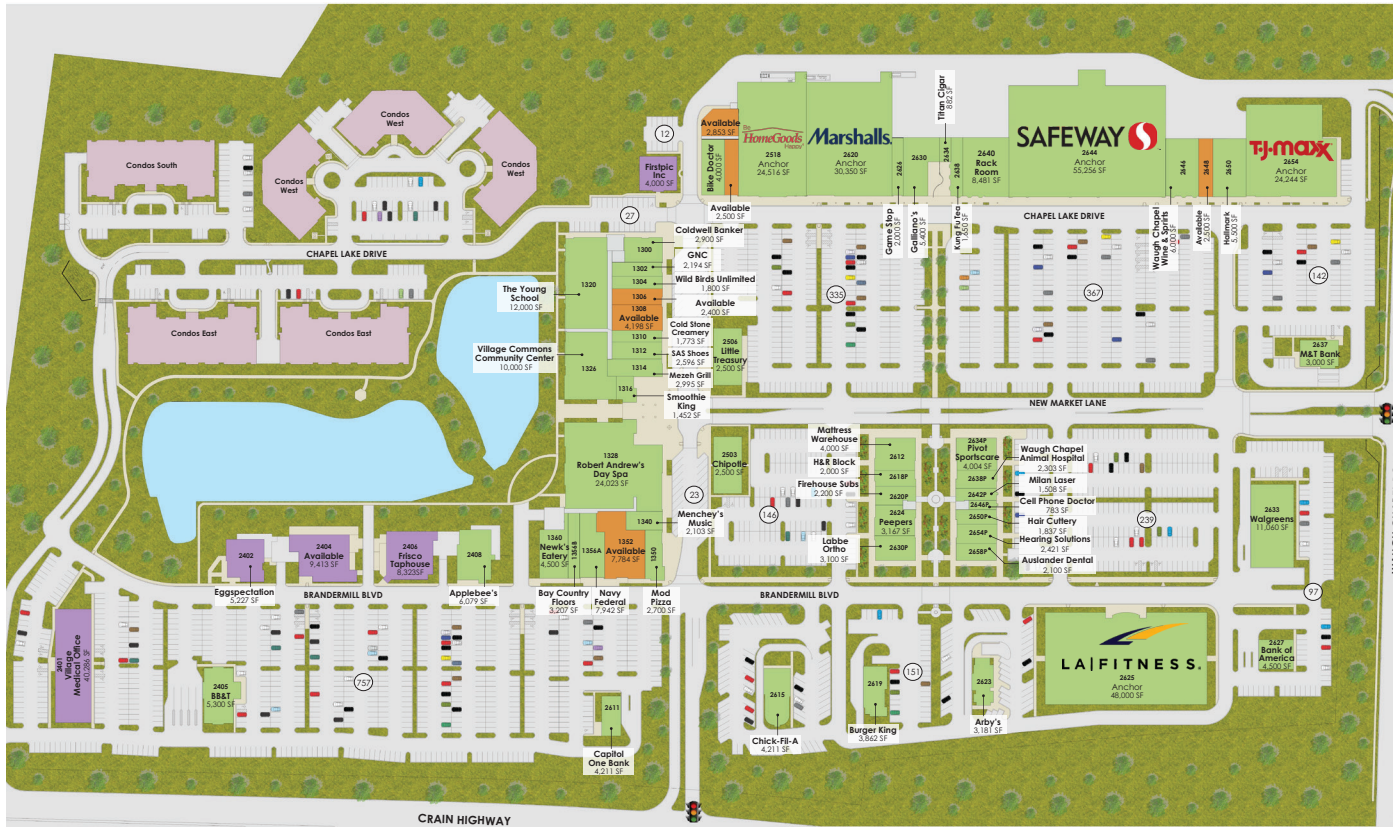 Condos South
Condos
West
Condos
West
Condos
West
CHAPEL LAKE DRIVE
Condos East
Condos East
12
Firstpic
Inc
4,000 SF
27
Available
2,853 SF
Bike Doctor
4,000 SF
Available
2,500 SF
HomeGoods
2518
Anchor
24,516 SF
Marshalls.
2620
Anchor
30,350 SF
2626
Game Stop
2,000 SF
2630
Galliano's
5,400 SF
Titan Cigar
882 SF
2634
2638
Kung Fu Tea
1,650 SF
2640
Rack
Room
8,481 SF
SAFEWAY
2644
Anchor
55,256 SF
2646
Waugh Chapel
Wine & Spirits
6,000 SF
2648
Available
2,500 SF
2650
Hallmark
5,500 SF
T·J·maxx
2654
Anchor
24,244 SF
CHAPEL LAKE DRIVE
335
367
142
2637
M&T Bank
3,000 SF
Coldwell Banker
2,900 SF
1300
GNC
2,194 SF
1302
1304
Wild Birds Unlimited
1,800 SF
1306
Available
2,400 SF
1308
Available
4,198 SF
The Young
School
12,000 SF
1320
1310
Cold Stone
Creamery
1,773 SF
1312
SAS Shoes
2,596 SF
1314
Mezeh Grill
2,995 SF
1316
Smoothie
King
1,452 SF
Village Commons
Community Center
10,000 SF
1326
2506
Little
Treasury
2,500 SF
NEW MARKET LANE
1328
Robert Andrew's
Day Spa
24,023 SF
23
2503
Chipotle
2,500 SF
146
Mattress
Warehouse
4,000 SF
2612
H&R Block
2,000 SF
2618P
Firehouse Subs
2,200 SF
2620P
2624
Peepers
3,167 SF
Labbe
Ortho
3,100 SF
2630P
2634P
Pivot
Sportscare
4,004 SF
2638P
Waugh Chapel
Animal Hospital
2,303 SF
2642P
Milan Laser
1,508 SF
2646P
Cell Phone Doctor
783 SF
2650P
Hair Cuttery
1,837 SF
2654P
Hearing Solutions
2,421 SF
2658P
Auslander Dental
2,100 SF
239
2633
Walgreens
11,060 SF
97
1340
Menchey's
Music
2,103 SF
1360
Newk's
Eatery
4,500 SF
1356B
Bay Country
Floors
3,207 SF
1356A
Navy
Federal
7,942 SF
1352
Available
7,784 SF
1350
Mod
Pizza
2,700 SF
2402
Eggspectation
5,227 SF
2404
Available
9,413 SF
2406
Frisco
Taphouse
8,323SF
2408
Applebee's
6,079 SF
BRANDERMILL BLVD
BRANDERMILL BLVD
2401
Village
Medical Office
40,286 SF
2405
BB&T
5,300 SF
757
2611
Capitol
One Bank
4,211 SF
2615
Chick-Fil-A
4,211 SF
2619
Burger King
3,862 SF
151
2623
Arby's
3,181 SF
LA|FITNESS.
2625
Anchor
48,000 SF
2627
Bank of
America
4,500 SF
CRAIN HIGHWAY